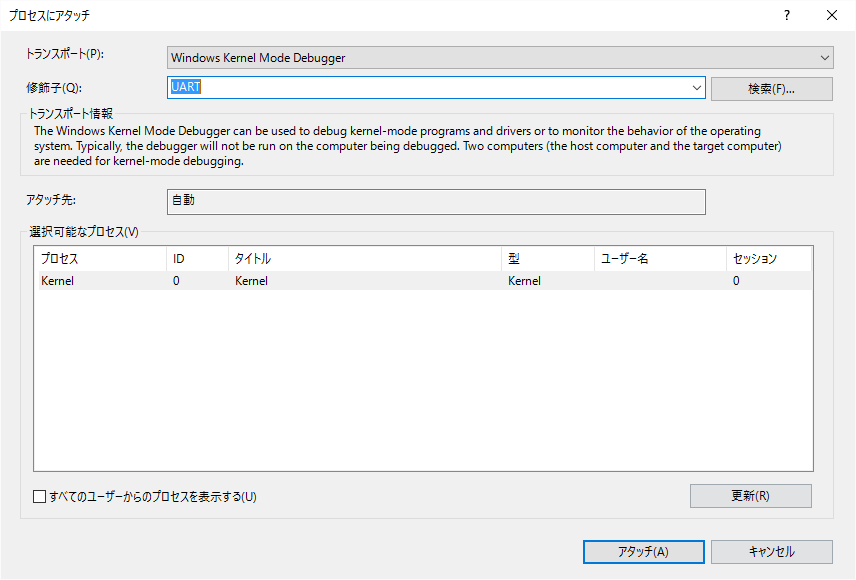 プロセスにアタッチ ?
トランスポート(P): Windows Kernel Mode Debugger
修飾子(Q): UART 検索(F)...
トランスポート情報
The Windows Kernel Mode Debugger can be used to debug kernel-mode programs and drivers or to monitor the behavior of the operating
system. Typically, the debugger will not be run on the computer being debugged. Two computers (the host computer and the target computer)
are needed for kernel-mode debugging.
アタッチ先: 自動
選択可能なプロセス(V)
プロセス ID タイトル 型 ユーザー名 セッション
Kernel 0 Kernel Kernel 0
すべてのユーザーからのプロセスを表示する(U) 更新(R)
アタッチ(A) キャンセル